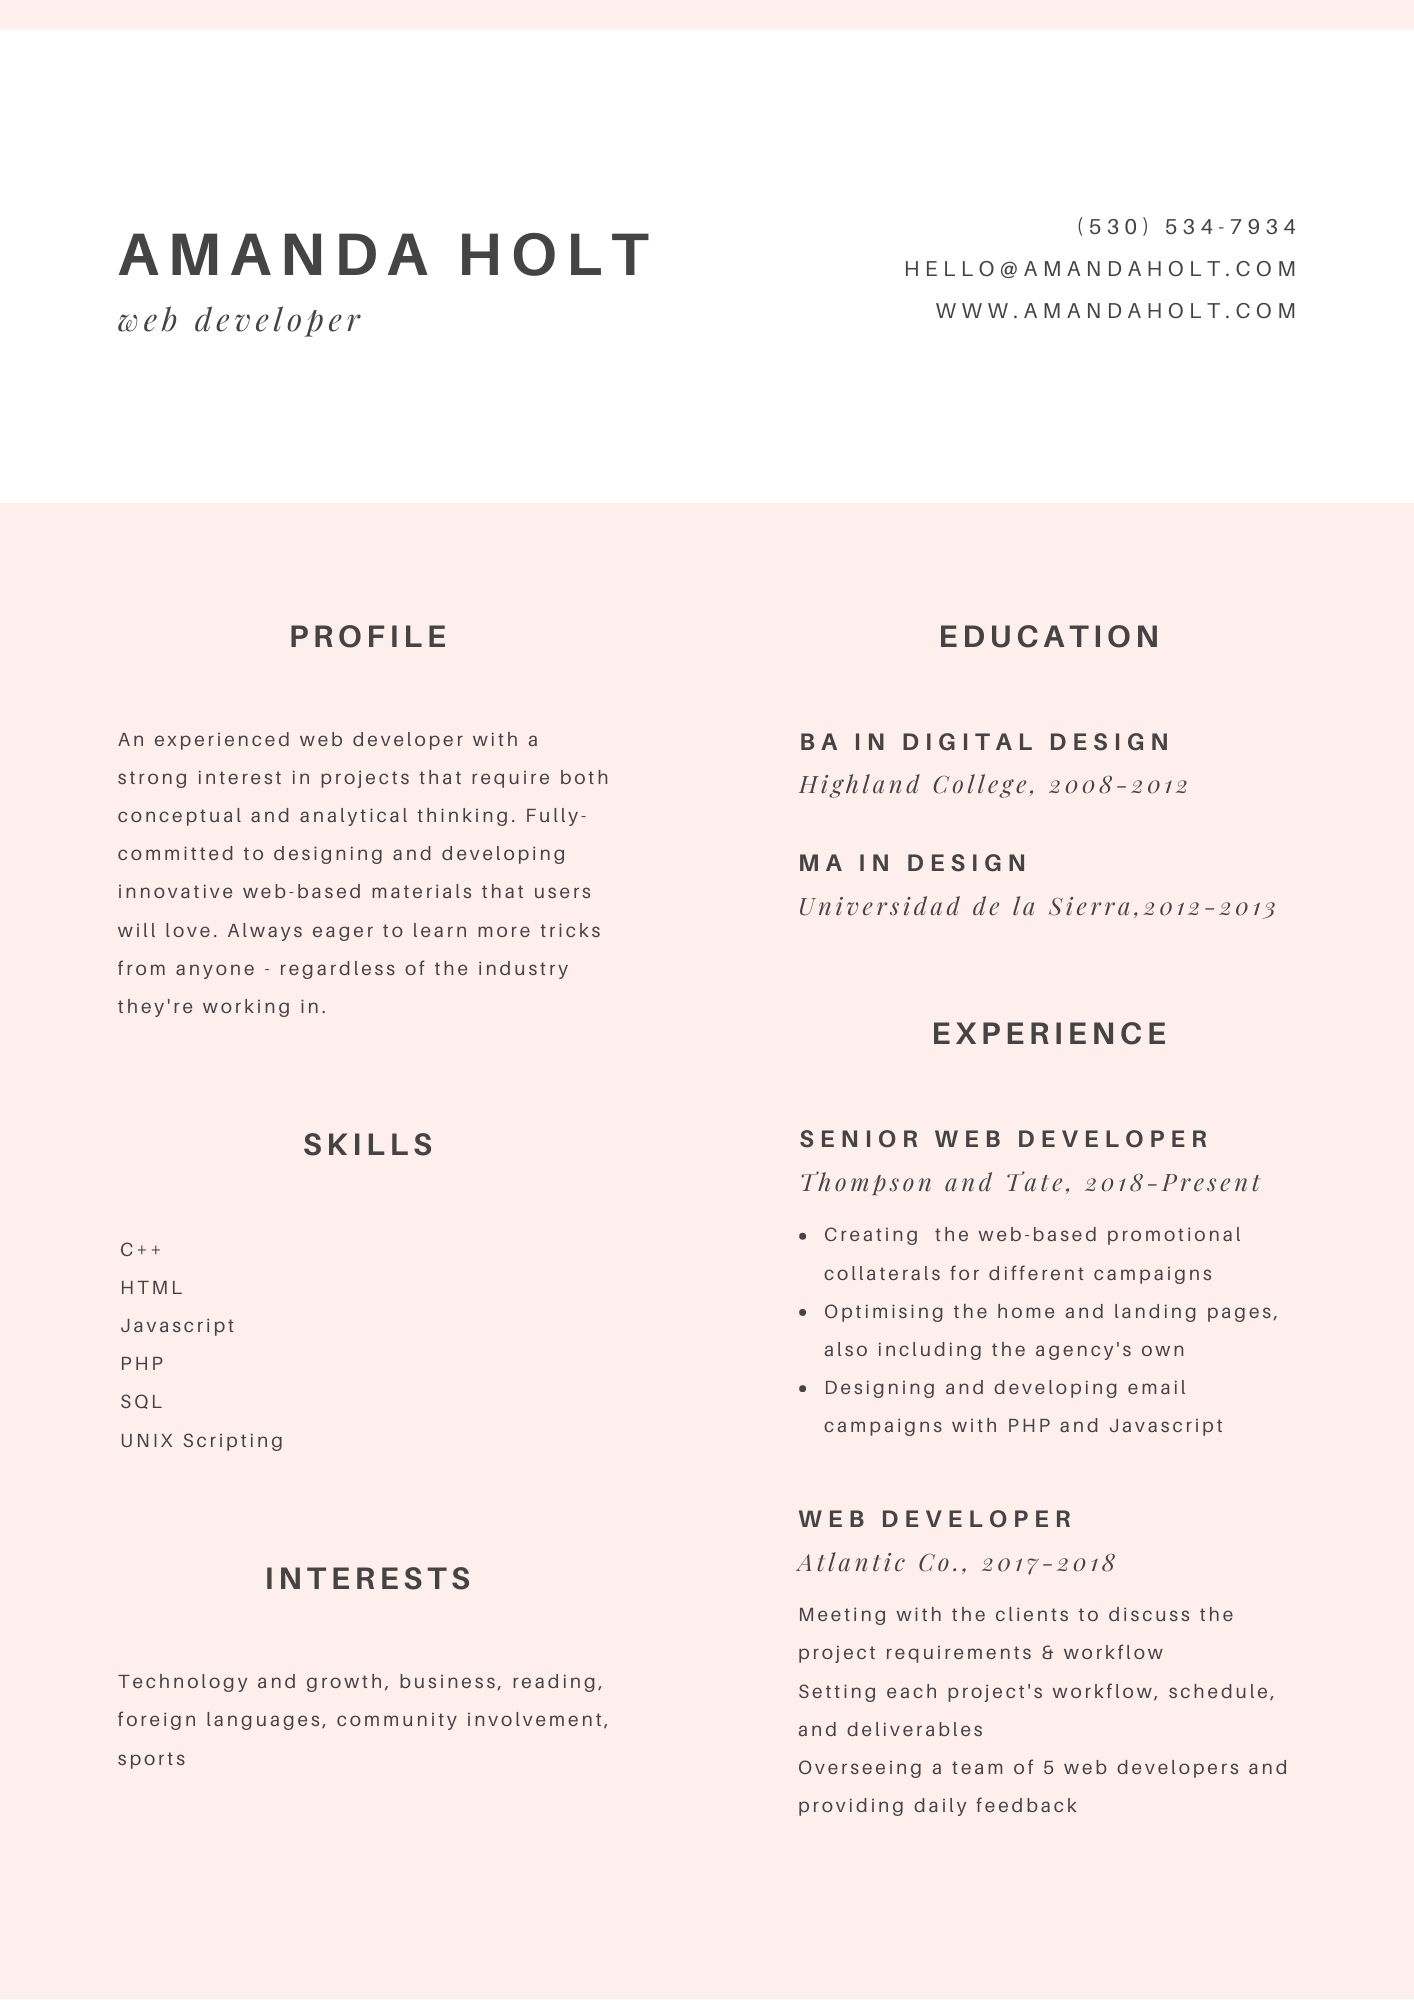 AMANDA HOLT
web developer
(530) 534-7934
HELLO@AMANDAHOLT.COM
WWW.AMANDAHOLT.COM
PROFILE
An experienced web developer with a
strong interest in projects that require both
conceptual and analytical thinking. Fully-
committed to designing and developing
innovative web-based materials that users
will love. Always eager to learn more tricks
from anyone - regardless of the industry
they're working in.
SKILLS
C++
HTML
Javascript
PHP
SQL
UNIX Scripting
INTERESTS
Technology and growth, business, reading,
foreign languages, community involvement,
sports
EDUCATION
BA IN DIGITAL DESIGN
Highland College, 2008–2012
MA IN DESIGN
Universidad de la Sierra,2012–2013
EXPERIENCE
SENIOR WEB DEVELOPER
Thompson and Tate, 2018–Present
• Creating  the web-based promotional
collaterals for different campaigns
• Optimising the home and landing pages,
also including the agency's own
• Designing and developing email
campaigns with PHP and Javascript
WEB DEVELOPER
Atlantic Co., 2017–2018
Meeting with the clients to discuss the
project requirements & workflow
Setting each project's workflow, schedule,
and deliverables
Overseeing a team of 5 web developers and
providing daily feedback